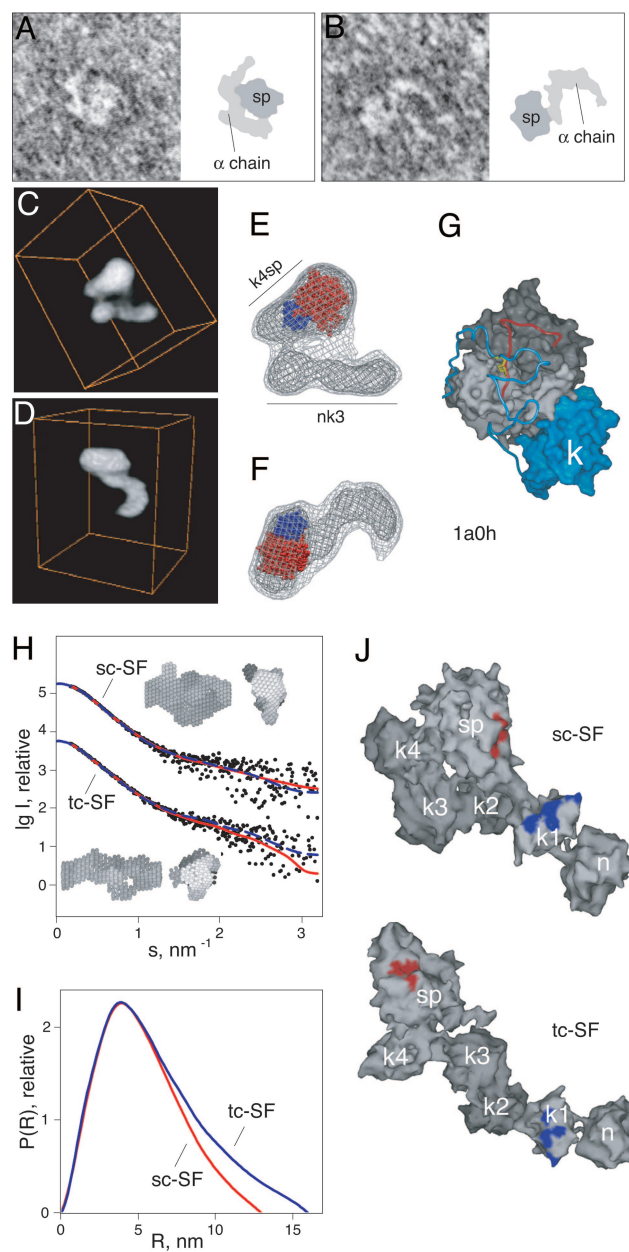 A
sp
α chain
B
sp
α chain
C
D
E
k4sp
nk3
F
G
k
1a0h
H
sc-SF
tc-SF
lg I, relative
5
4
3
2
1
0
0 1 2 3
s, nm -1
I
P(R), relative
2
1
0
tc-SF
sc-SF
0 5 10 15
R, nm
J
sc-SF
sp
k4
k3
k2
k1
n
tc-SF
sp
k4
k3
k2
k1
n